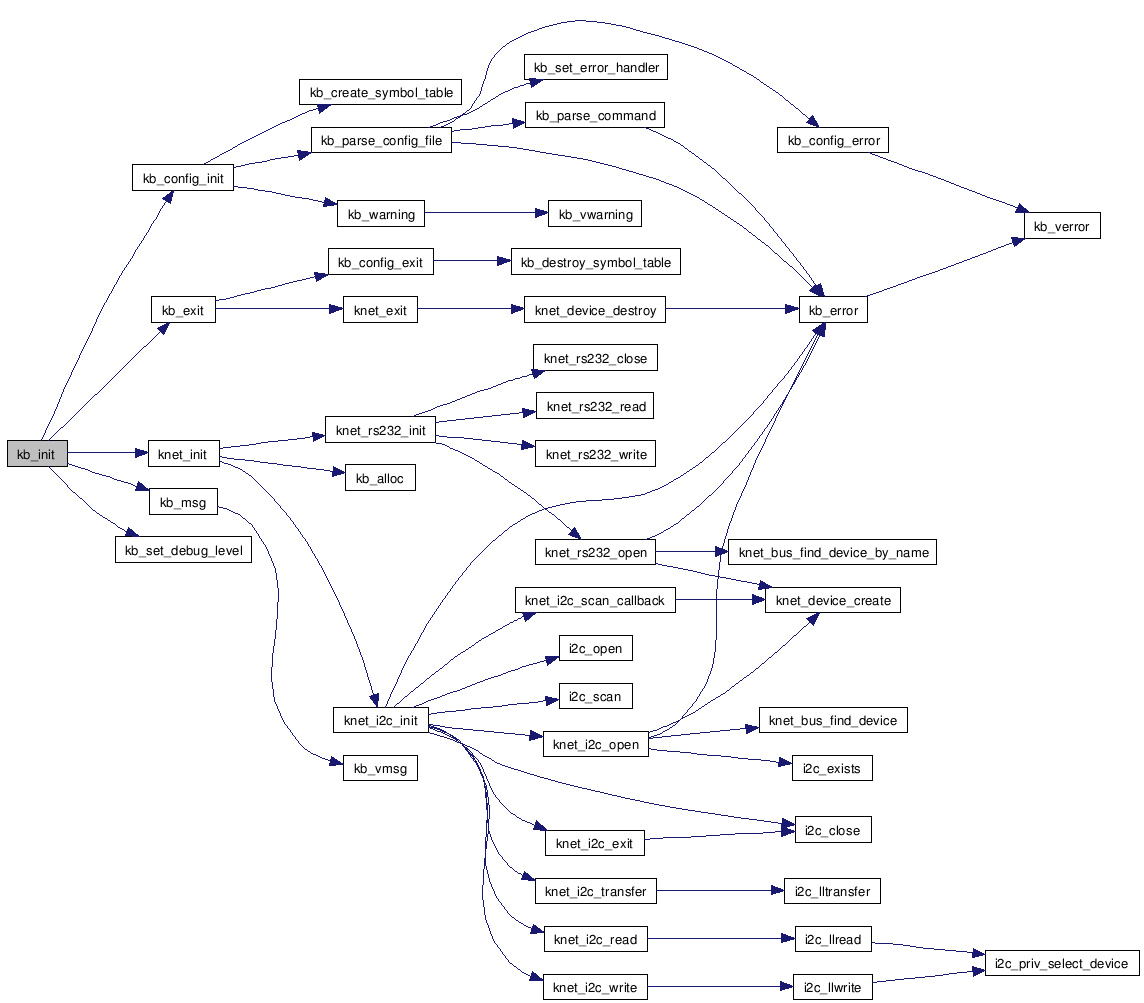 kb_set_error_handler
kb_create_symbol_table
kb_parse_command
kb_parse_config_file
kb_config_error
kb_config_init
kb_warning
kb_vwarning
kb_verror
kb_config_exit
kb_destroy_symbol_table
kb_exit
knet_exit
knet_device_destroy
kb_error
knet_rs232_close
knet_rs232_read
knet_rs232_init
kb_init
knet_init
knet_rs232_write
kb_alloc
kb_msg
kb_set_debug_level
knet_rs232_open
knet_bus_find_device_by_name
knet_i2c_scan_callback
knet_device_create
i2c_open
i2c_scan
knet_i2c_init
knet_bus_find_device
knet_i2c_open
kb_vmsg
i2c_exists
i2c_close
knet_i2c_exit
knet_i2c_transfer
i2c_lltransfer
knet_i2c_read
i2c_llread
i2c_priv_select_device
knet_i2c_write
i2c_llwrite